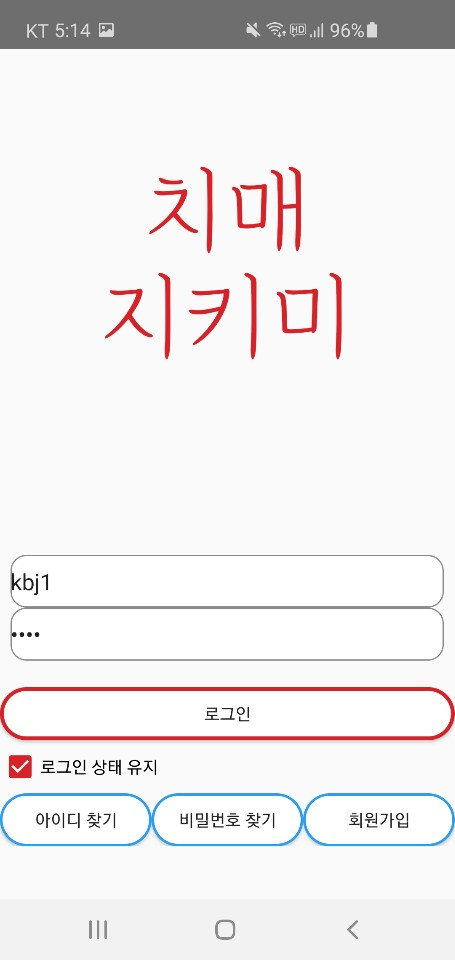 KT 5:14 HD 96%
치매
지키미
kbj1
••••
로그인
로그인 상태 유지
아이디 찾기 비밀번호 찾기 회원가입